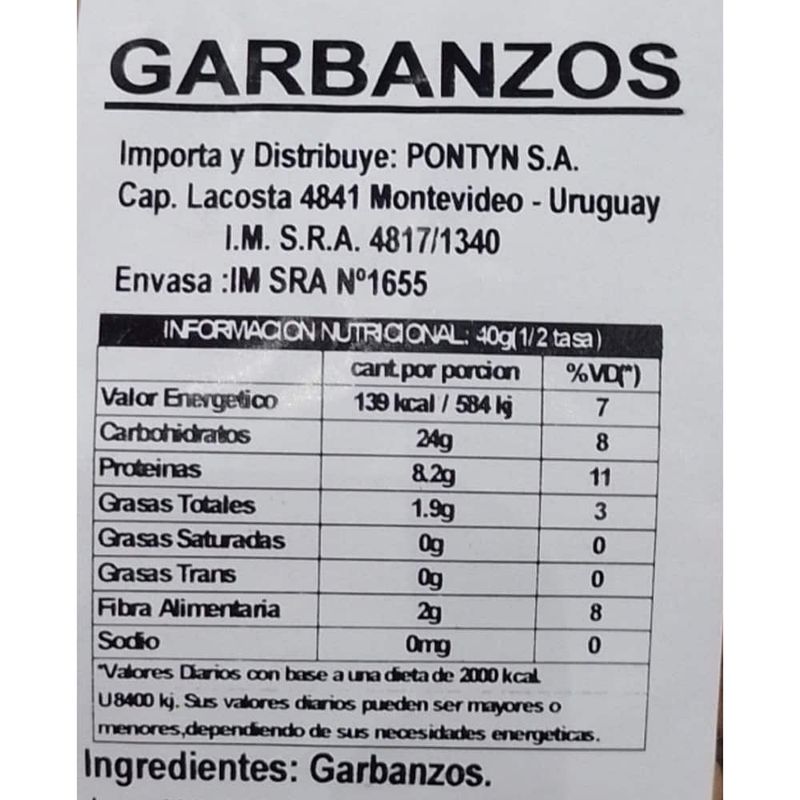 GARBANZOS
Importa y Distribuye: PONTYN S.A.
Cap. Lacosta 4841 Montevideo - Uruguay
I.M. S.R.A. 4817/1340
Envasa :IM SRA Nº1655
INFORMACION NUTRICIONAL: 40g(1/2 tasa)
cant.por porcion %VD(*)
Valor Energetico 139 kcal / 584 kj 7
Carbohidratos 24g 8
Proteinas 8.2g 11
Grasas Totales 1.9g 3
Grasas Saturadas 0g 0
Grasas Trans 0g 0
Fibra Alimentaria 2g 8
Sodio 0mg 0
*Valores Diarios con base a una dieta de 2000 kcal
U 8400 kj. Sus valores diarios pueden ser mayores o
menores,dependiendo de sus necesidades energeticas.
Ingredientes: Garbanzos.